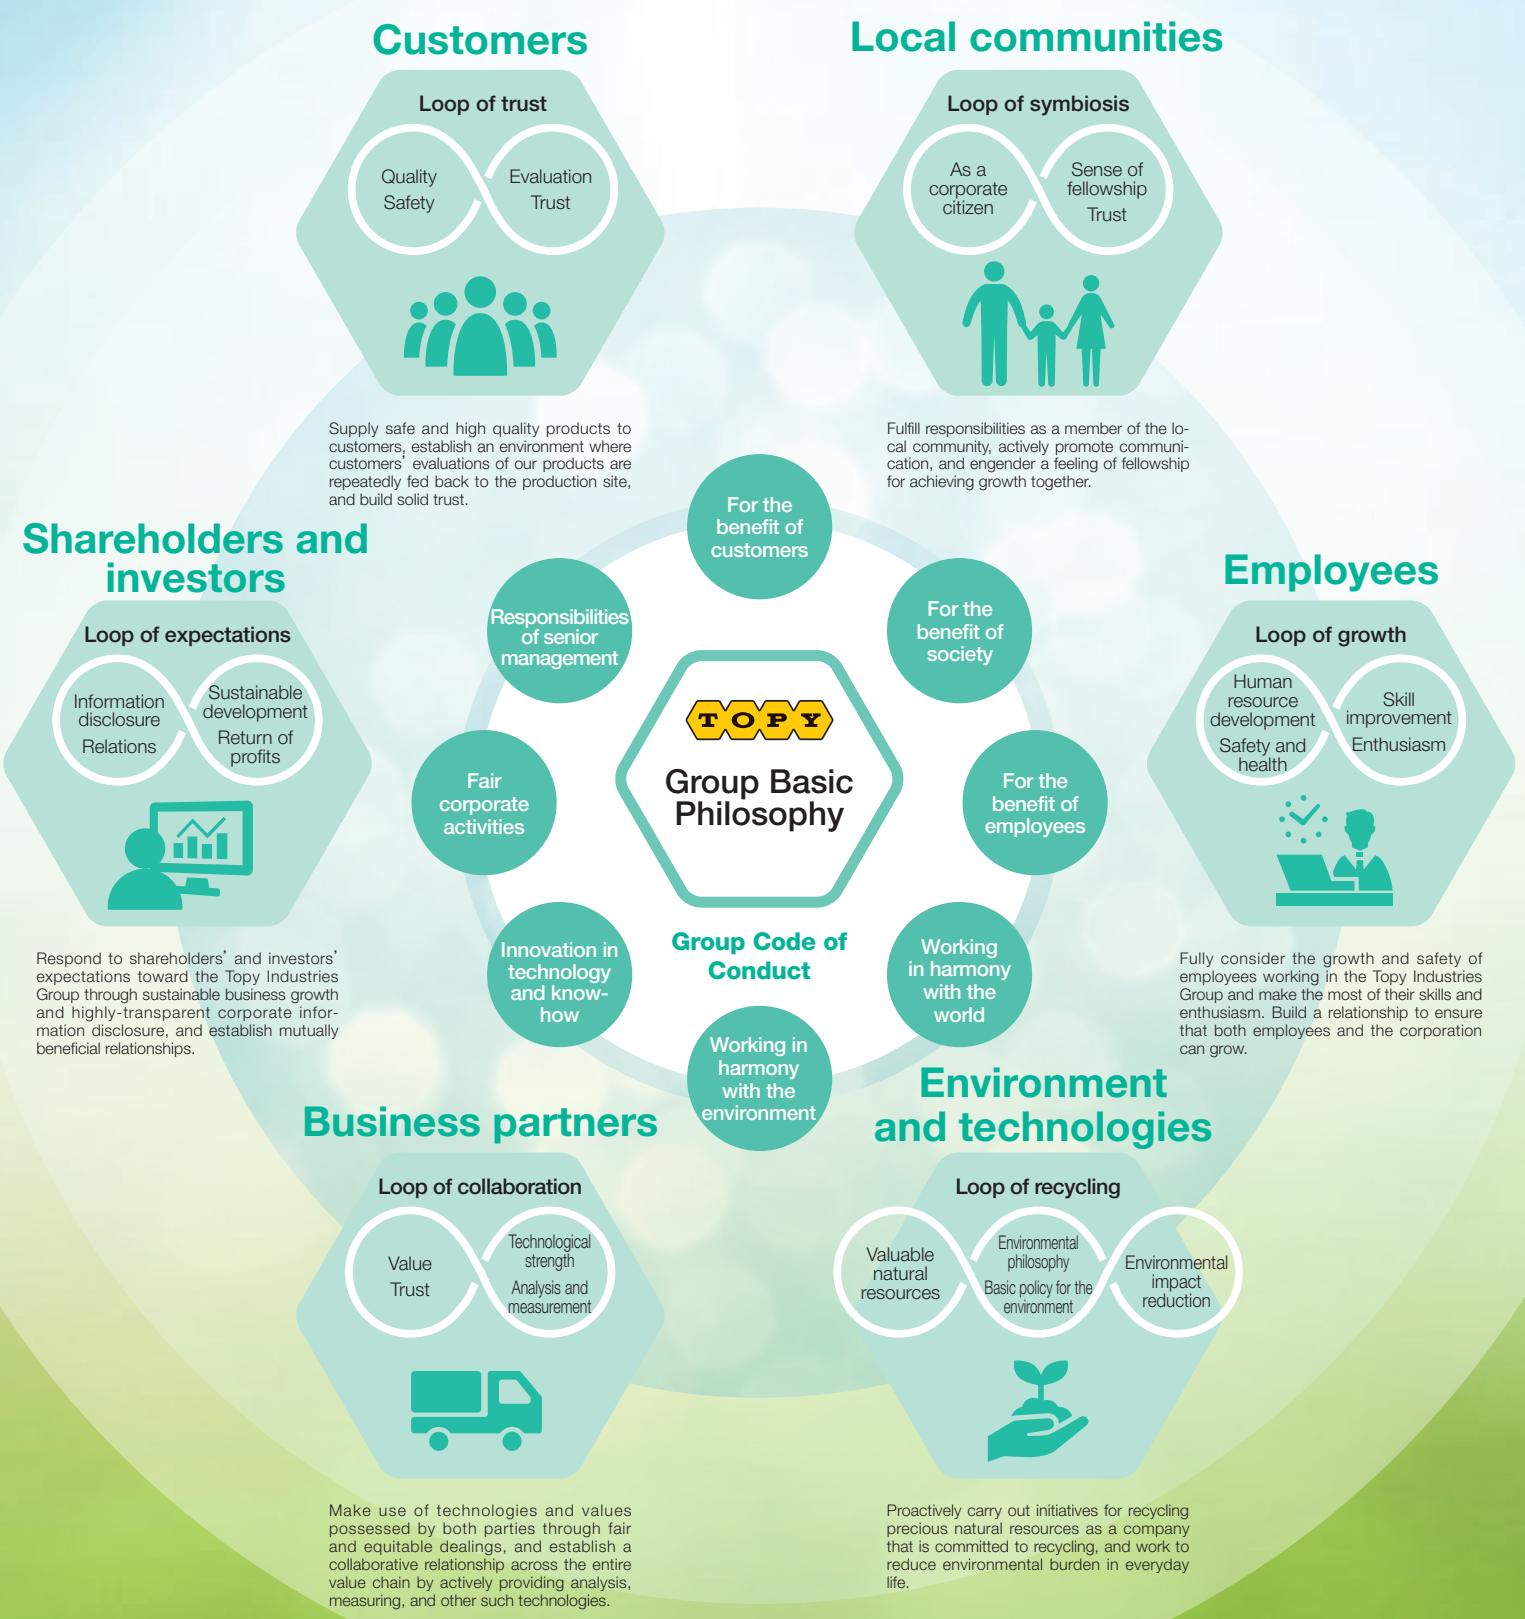 Customers
Loop of trust
Quality
Safety
Evaluation
Trust
Supply safe and high quality products to
customers, establish an environment where
customers' evaluations of our products are
repeatedly fed back to the production site,
and build solid trust.
Local communities
Loop of symbiosis
As a
corporate
citizen
Sense of
fellowship
Trust
Fulfill responsibilities as a member of the lo-
cal community, actively promote communi-
cation, and engender a feeling of fellowship
for achieving growth together.
Shareholders and
investors
Loop of expectations
Information
disclosure
Relations
Sustainable
development
Return of
profits
Respond to shareholders' and investors'
expectations toward the Topy Industries
Group through sustainable business growth
and highly-transparent corporate infor-
mation disclosure, and establish mutually
beneficial relationships.
For the
benefit of
customers
For the
benefit of
society
For the
benefit of
employees
Working
in harmony
with the
world
Working in
harmony
with the
environment
Innovation in
technology
and know-
how
Fair
corporate
activities
Responsibilities
of senior
management
TOPY
Group Basic
Philosophy
Group Code of
Conduct
Employees
Loop of growth
Human
resource
development
Safety and
health
Skill
improvement
Enthusiasm
Fully consider the growth and safety of
employees working in the Topy Industries
Group and make the most of their skills and
enthusiasm. Build a relationship to ensure
that both employees and the corporation
can grow.
Business partners
Loop of collaboration
Value
Trust
Technological
strength
Analysis and
measurement
Make use of technologies and values
possessed by both parties through fair
and equitable dealings, and establish a
collaborative relationship across the entire
value chain by actively providing analysis,
measuring, and other such technologies.
Environment
and technologies
Loop of recycling
Valuable
natural
resources
Environmental
philosophy
Basic policy for the
environment
Environmental
impact
reduction
Proactively carry out initiatives for recycling
precious natural resources as a company
that is committed to recycling, and work to
reduce environmental burden in everyday
life.